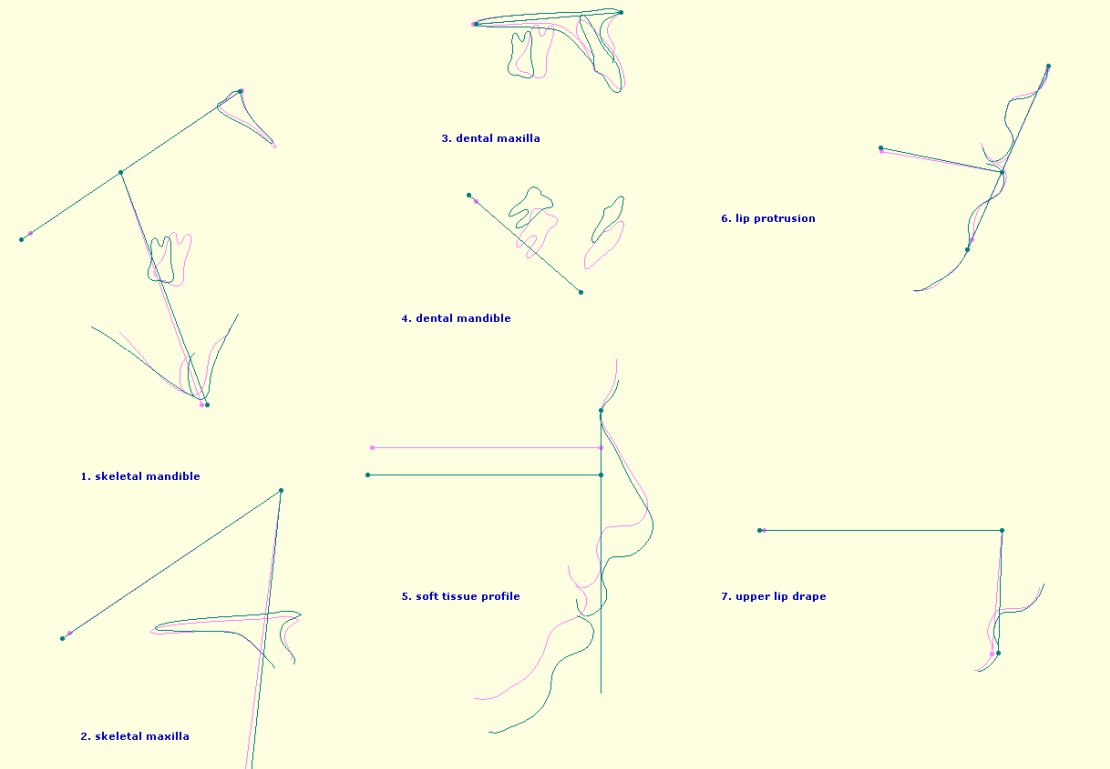 3. dental maxilla
6. lip protrusion
4. dental mandible
1. skeletal mandible
5. soft tissue profile
7. upper lip drape
2. skeletal maxilla